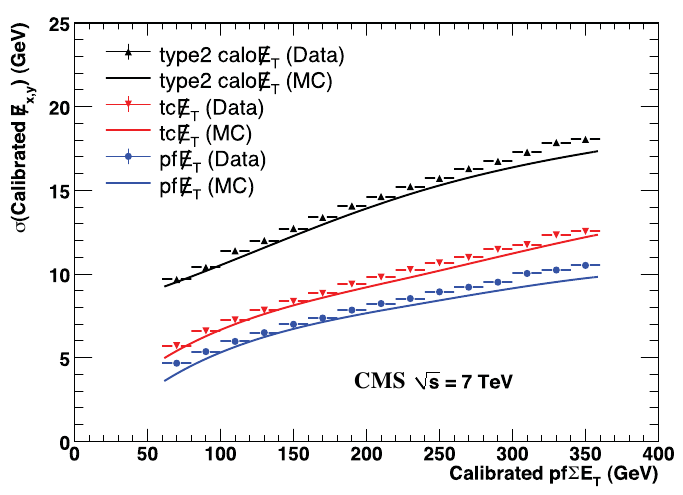 σ(Calibrated E̸x,y) (GeV)
25
20
15
10
5
0
type2 caloE̸T (Data)
type2 caloE̸T (MC)
tcE̸T (Data)
tcE̸T (MC)
pfE̸T (Data)
pfE̸T (MC)
CMS √s = 7 TeV
0 50 100 150 200 250 300 350 400
Calibrated pfΣET (GeV)